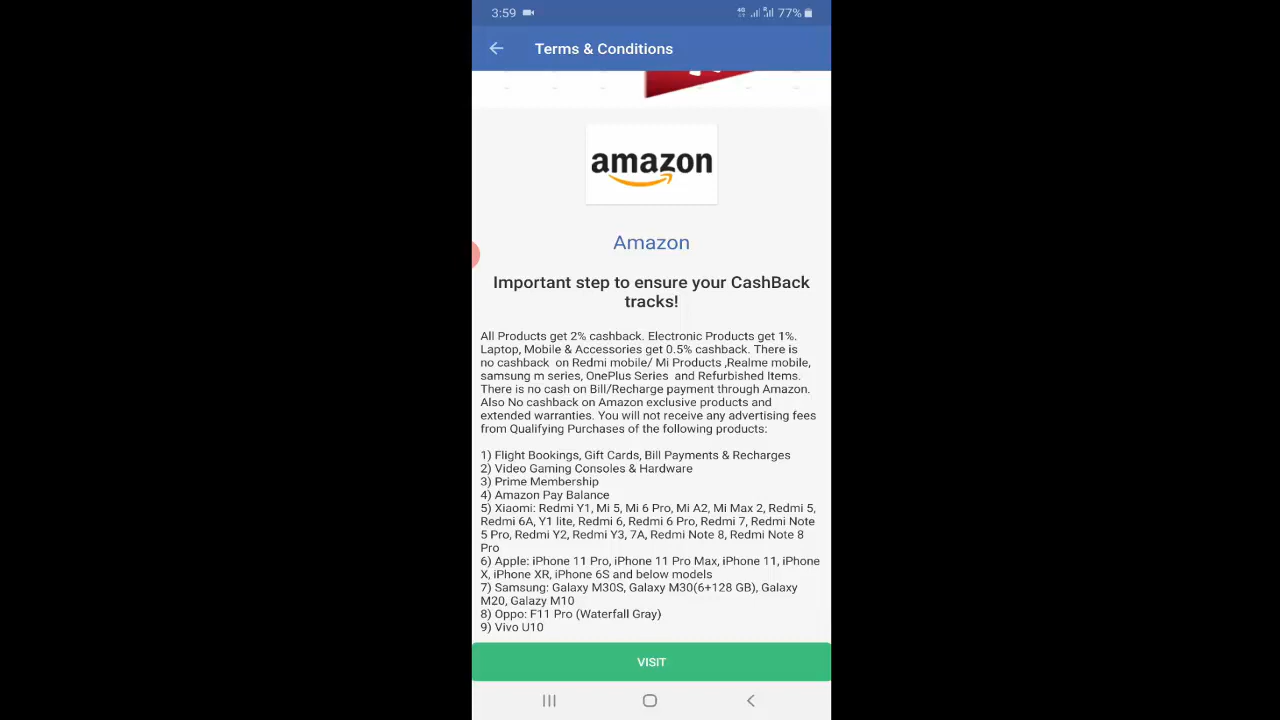 3:59 77%
Terms & Conditions
amazon
Amazon
Important step to ensure your CashBack
tracks!
All Products get 2% cashback. Electronic Products get 1%.
Laptop, Mobile & Accessories get 0.5% cashback. There is
no cashback  on Redmi mobile/ Mi Products ,Realme mobile,
samsung m series, OnePlus Series  and Refurbished Items.
There is no cash on Bill/Recharge payment through Amazon.
Also No cashback on Amazon exclusive products and
extended warranties. You will not receive any advertising fees
from Qualifying Purchases of the following products:
1) Flight Bookings, Gift Cards, Bill Payments & Recharges
2) Video Gaming Consoles & Hardware
3) Prime Membership
4) Amazon Pay Balance
5) Xiaomi: Redmi Y1, Mi 5, Mi 6 Pro, Mi A2, Mi Max 2, Redmi 5,
Redmi 6A, Y1 lite, Redmi 6, Redmi 6 Pro, Redmi 7, Redmi Note
5 Pro, Redmi Y2, Redmi Y3, 7A, Redmi Note 8, Redmi Note 8
Pro
6) Apple: iPhone 11 Pro, iPhone 11 Pro Max, iPhone 11, iPhone
X, iPhone XR, iPhone 6S and below models
7) Samsung: Galaxy M30S, Galaxy M30(6+128 GB), Galaxy
M20, Galazy M10
8) Oppo: F11 Pro (Waterfall Gray)
9) Vivo U10
VISIT